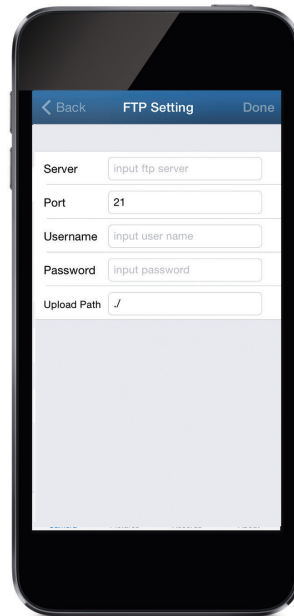 Back FTP Setting Done
Server input ftp server
Port 21
Username input user name
Password input password
Upload Path ./